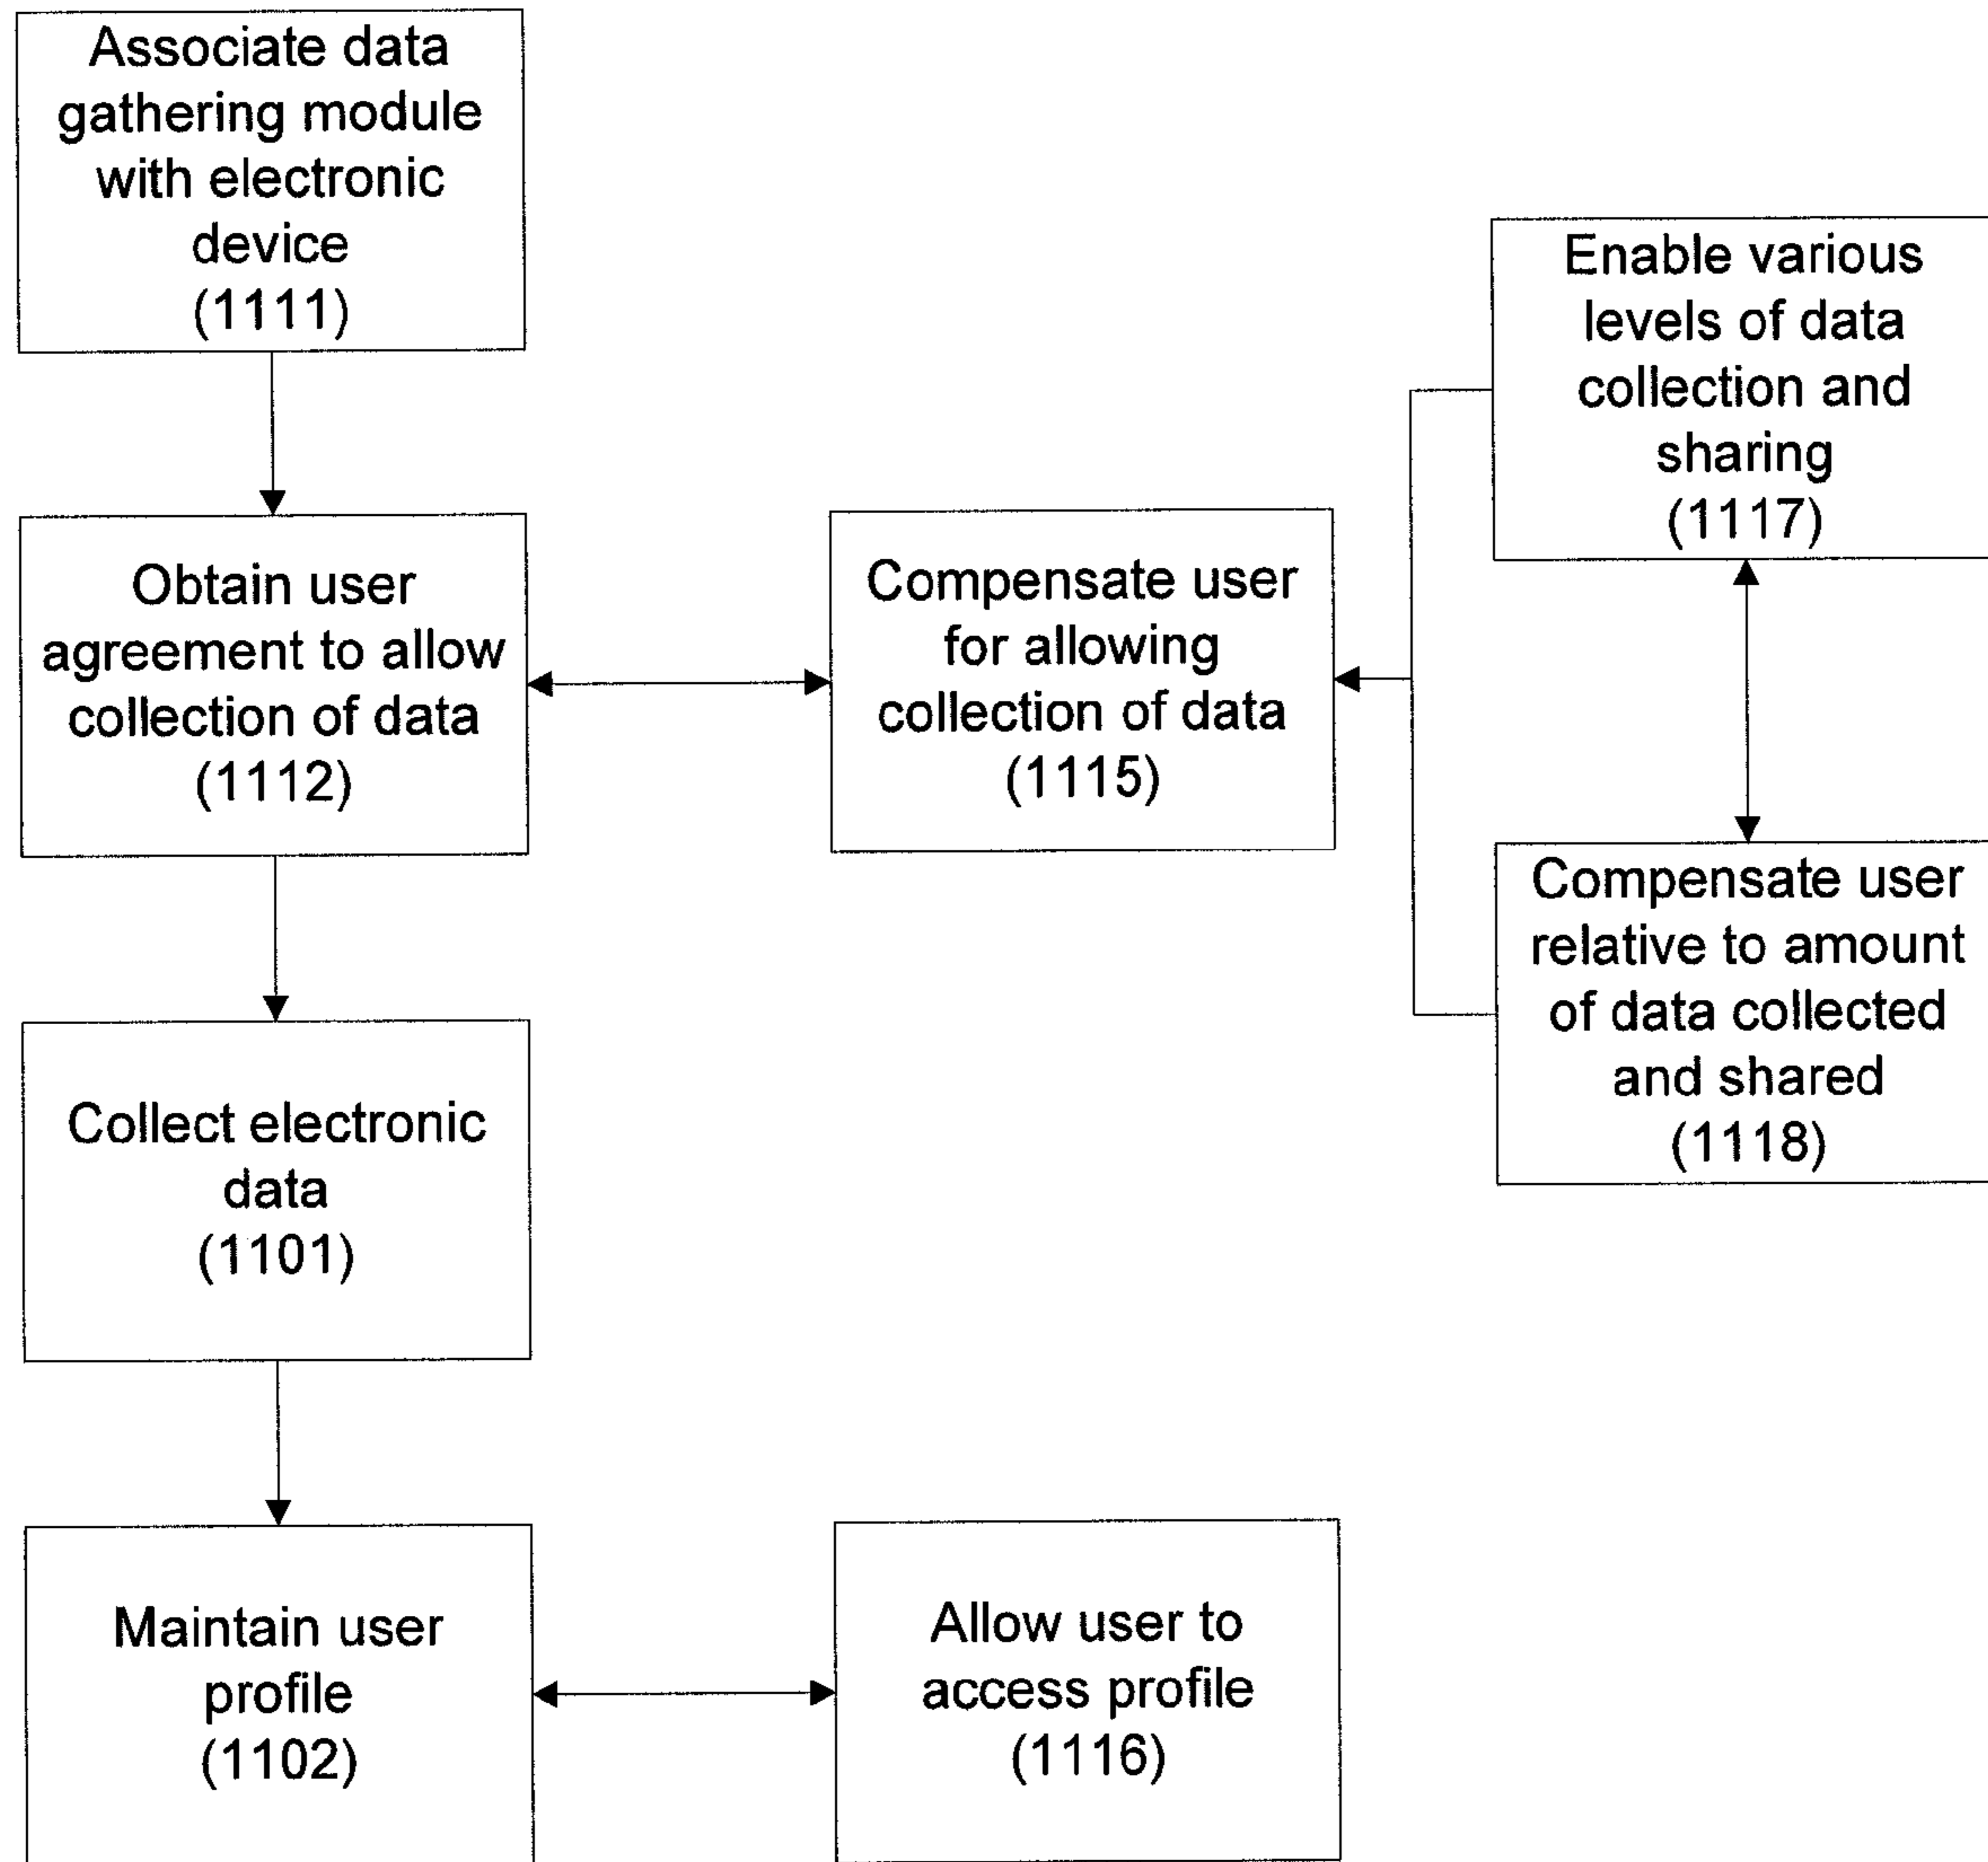 Associate data
gathering module
with electronic
device
(1111)
Enable various
levels of data
collection and
sharing
(1117)
Obtain user
agreement to allow
collection of data
(1112)
Compensate user
for allowing
collection of data
(1115)
Compensate user
relative to amount
of data collected
and shared
(1118)
Collect electronic
data
(1101)
Maintain user
profile
(1102)
Allow user to
access profile
(1116)